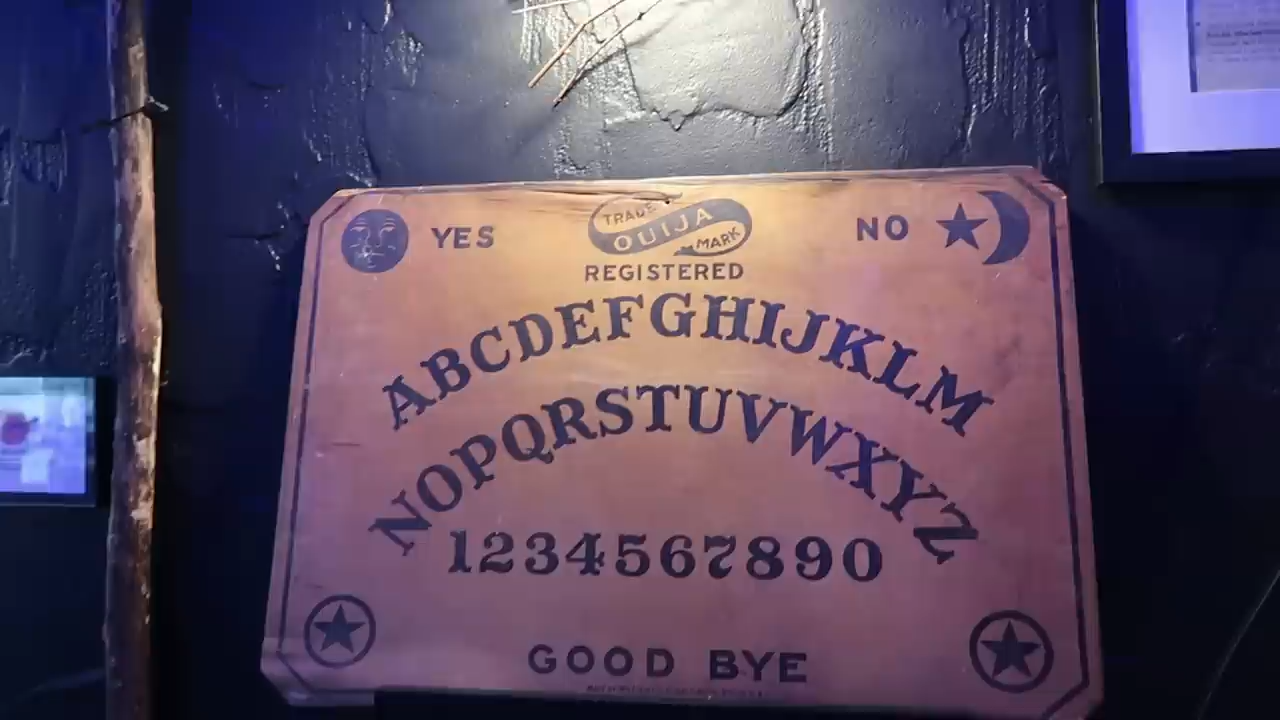 YES
TRADE OUIJA MARK
NO
REGISTERED
ABCDEFGHIJKLM
NOPQRSTUVWXYZ
1234567890
GOOD BYE